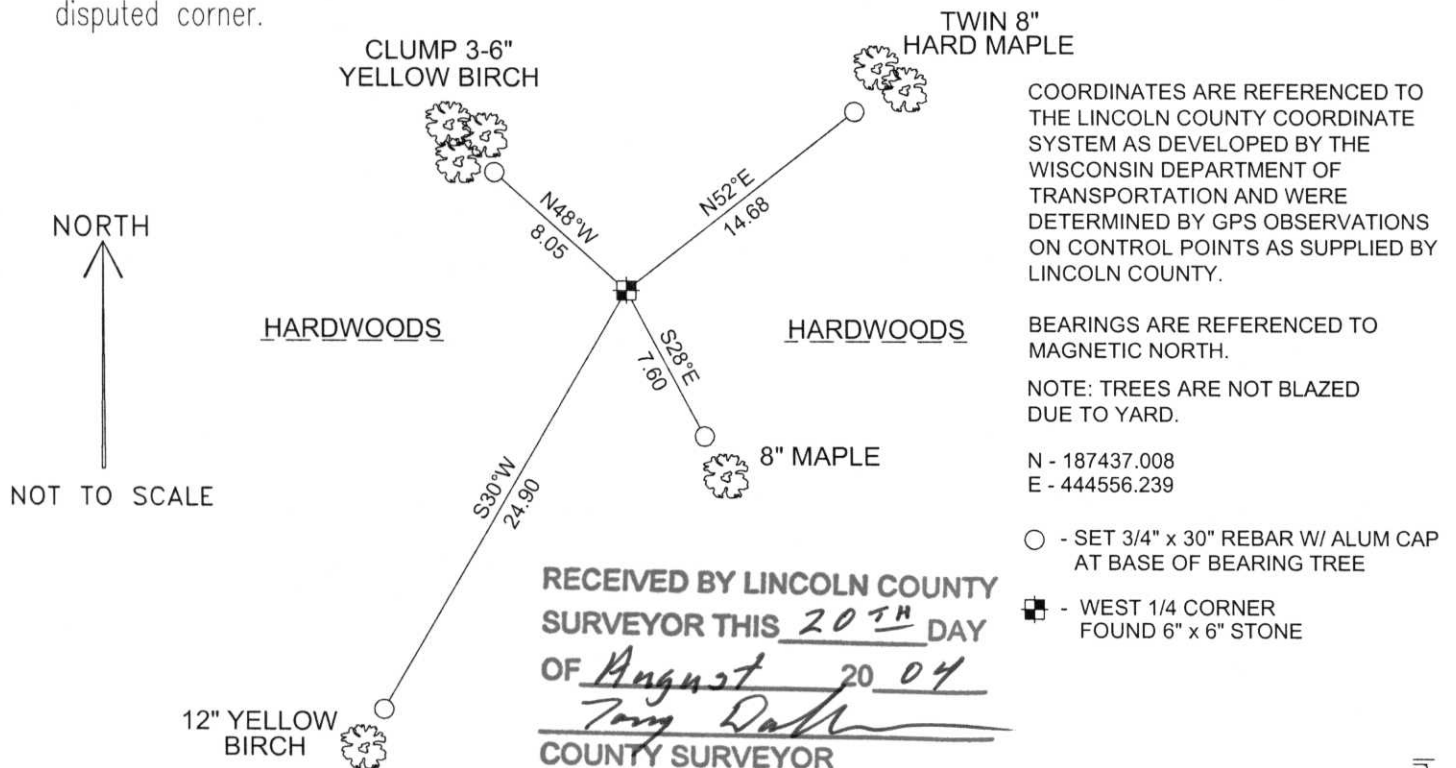 disputed corner.
CLUMP 3-6"
YELLOW BIRCH
TWIN 8"
HARD MAPLE
NORTH
NOT TO SCALE
N48°W
8.05
N52°E
14.68
HARDWOODS
HARDWOODS
S28°E
7.60
8" MAPLE
S30°W
24.90
12" YELLOW
BIRCH
COORDINATES ARE REFERENCED TO
THE LINCOLN COUNTY COORDINATE
SYSTEM AS DEVELOPED BY THE
WISCONSIN DEPARTMENT OF
TRANSPORTATION AND WERE
DETERMINED BY GPS OBSERVATIONS
ON CONTROL POINTS AS SUPPLIED BY
LINCOLN COUNTY.
BEARINGS ARE REFERENCED TO
MAGNETIC NORTH.
NOTE: TREES ARE NOT BLAZED
DUE TO YARD.
N - 187437.008
E - 444556.239
- SET 3/4" x 30" REBAR W/ ALUM CAP
AT BASE OF BEARING TREE
- WEST 1/4 CORNER
FOUND 6" x 6" STONE
RECEIVED BY LINCOLN COUNTY
SURVEYOR THIS 20TH DAY
OF August 20 04
COUNTY SURVEYOR